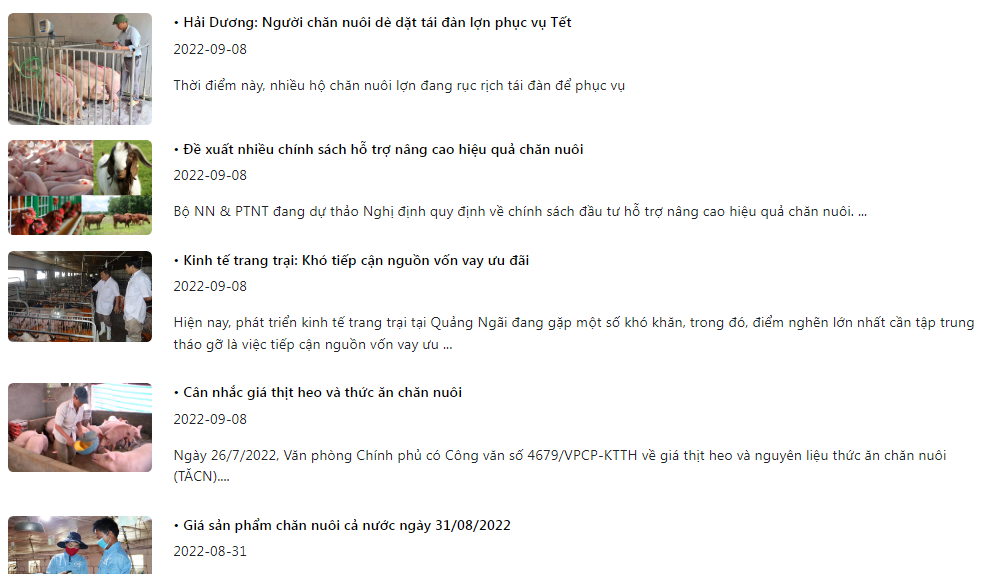 • Hải Dương: Người chăn nuôi dè dặt tái đàn lợn phục vụ Tết
2022-09-08
Thời điểm này, nhiều hộ chăn nuôi lợn đang rục rịch tái đàn để phục vụ
• Đề xuất nhiều chính sách hỗ trợ nâng cao hiệu quả chăn nuôi
2022-09-08
Bộ NN & PTNT đang dự thảo Nghị định quy định về chính sách đầu tư hỗ trợ nâng cao hiệu quả chăn nuôi. ...
• Kinh tế trang trại: Khó tiếp cận nguồn vốn vay ưu đãi
2022-09-08
Hiện nay, phát triển kinh tế trang trại tại Quảng Ngãi đang gặp một số khó khăn, trong đó, điểm nghẽn lớn nhất cần tập trung
tháo gỡ là việc tiếp cận nguồn vốn vay ưu ...
• Cân nhắc giá thịt heo và thức ăn chăn nuôi
2022-09-08
Ngày 26/7/2022, Văn phòng Chính phủ có Công văn số 4679/VPCP-KTTH về giá thịt heo và nguyên liệu thức ăn chăn nuôi
(TĂCN)....
• Giá sản phẩm chăn nuôi cả nước ngày 31/08/2022
2022-08-31